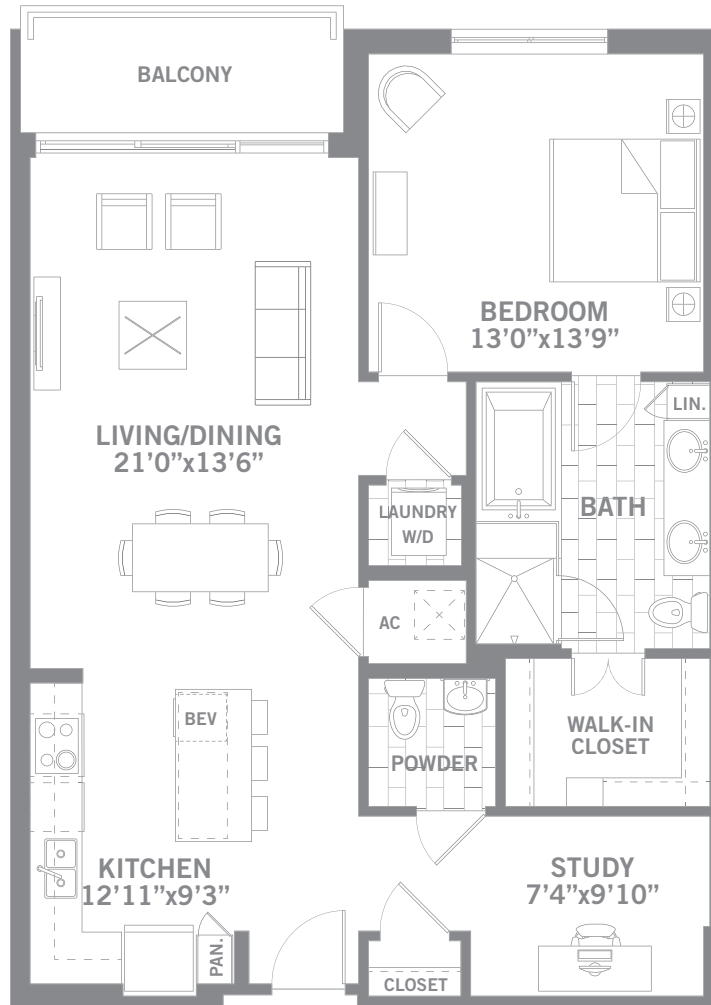 BALCONY
BEDROOM
13’0”x13’9”
LIN.
LIVING/DINING
21’0”x13’6”
LAUNDRY
W/D
BATH
AC
BEV
POWDER
WALK-IN
CLOSET
KITCHEN
12’11”x9’3”
STUDY
7’4”x9’10”
PAN.
CLOSET